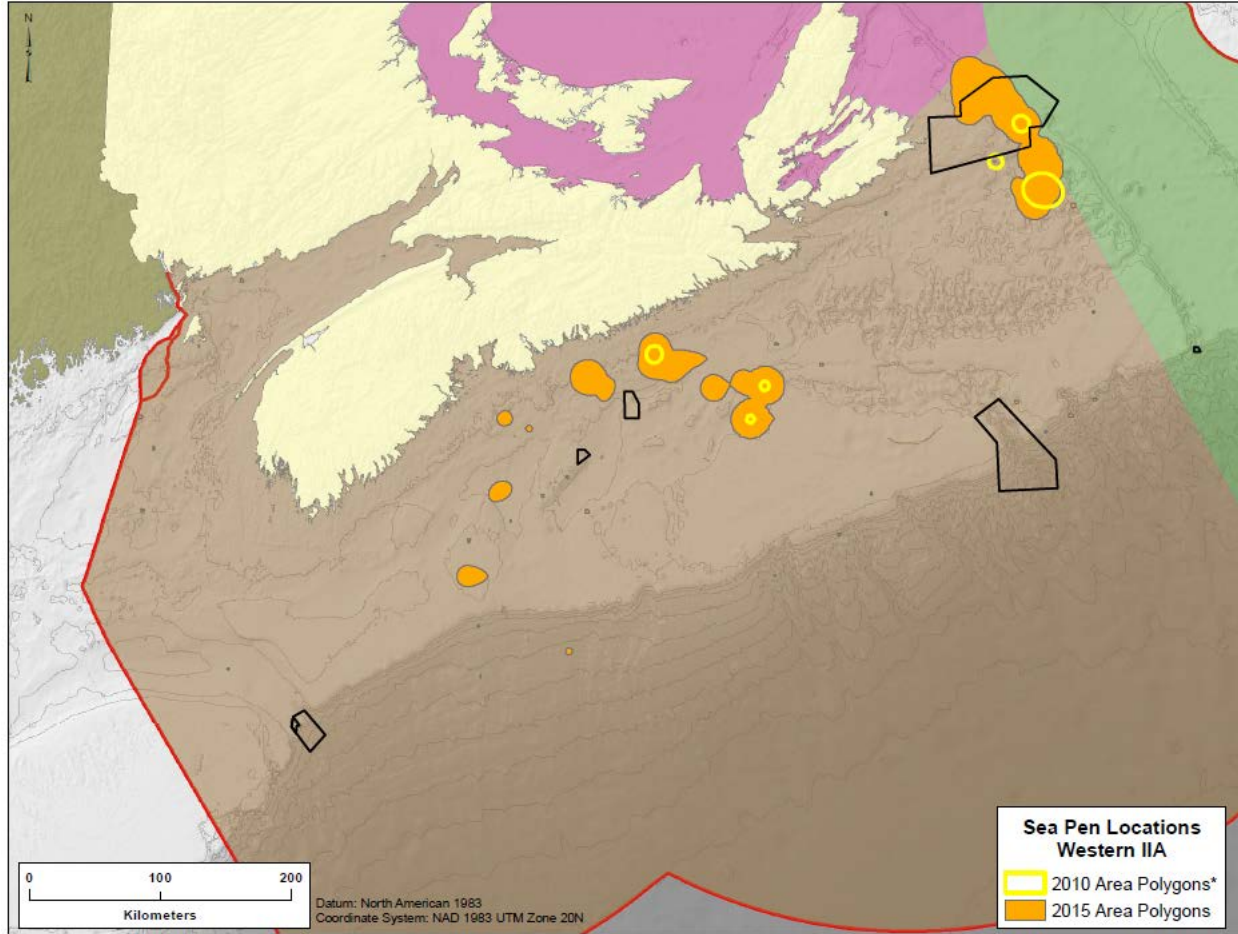 N
Sea Pen Locations
Western IIA
2010 Area Polygons*
2015 Area Polygons
0 100 200
Kilometers
Datum: North American 1983
Coordinate System: NAD 1983 UTM Zone 20N